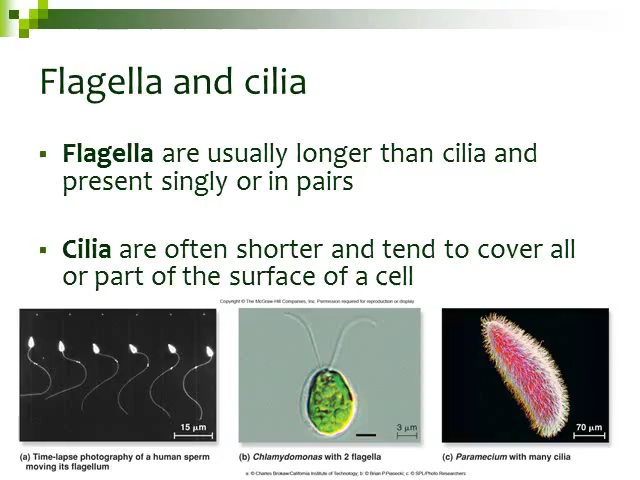 Flagella and cilia
Flagella are usually longer than cilia and
present singly or in pairs
Cilia are often shorter and tend to cover all
or part of the surface of a cell
Copyright © The McGraw-Hill Companies, Inc. Permission required for reproduction or display
15 µm
3 µm
70 µm
(a) Time-lapse photography of a human sperm
moving its flagellum
(b) Chlamydomonas with 2 flagella
(c) Paramecium with many cilia
a: © Charles Brokaw/California Institute of Technology; b: © Brian P.Piasecki; c: © SPL/Photo Researchers